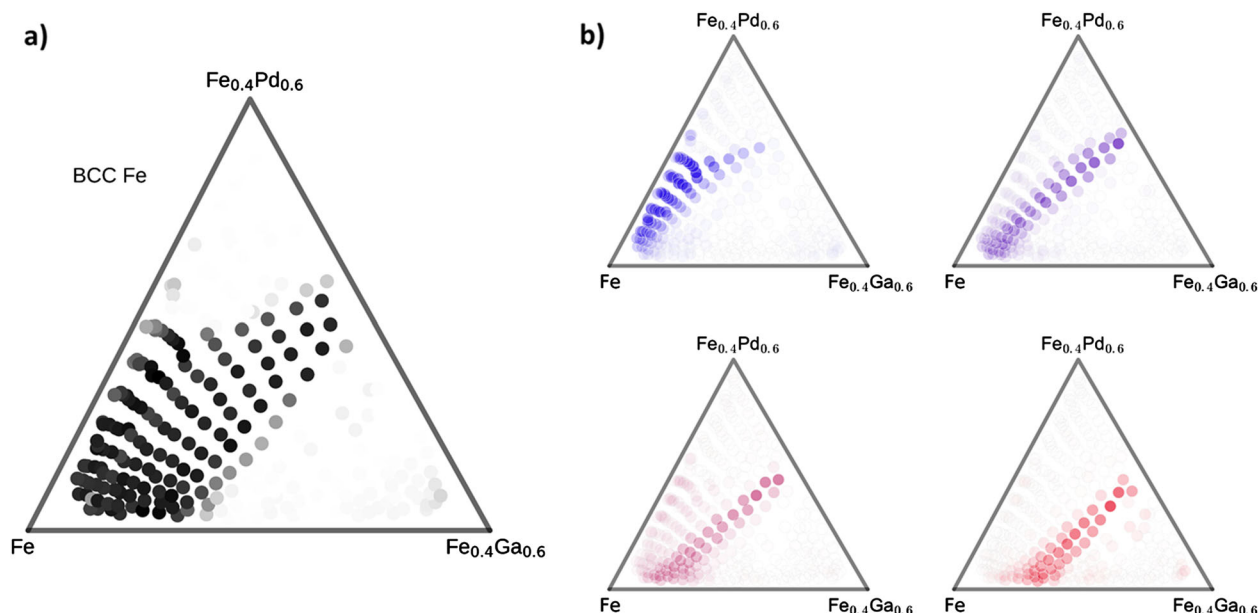 a)
Fe₀.₄Pd₀.₆
BCC Fe
Fe
Fe₀.₄Ga₀.₆
b)
Fe₀.₄Pd₀.₆
Fe
Fe₀.₄Ga₀.₆
Fe₀.₄Pd₀.₆
Fe
Fe₀.₄Ga₀.₆
Fe₀.₄Pd₀.₆
Fe
Fe₀.₄Ga₀.₆
Fe₀.₄Pd₀.₆
Fe
Fe₀.₄Ga₀.₆